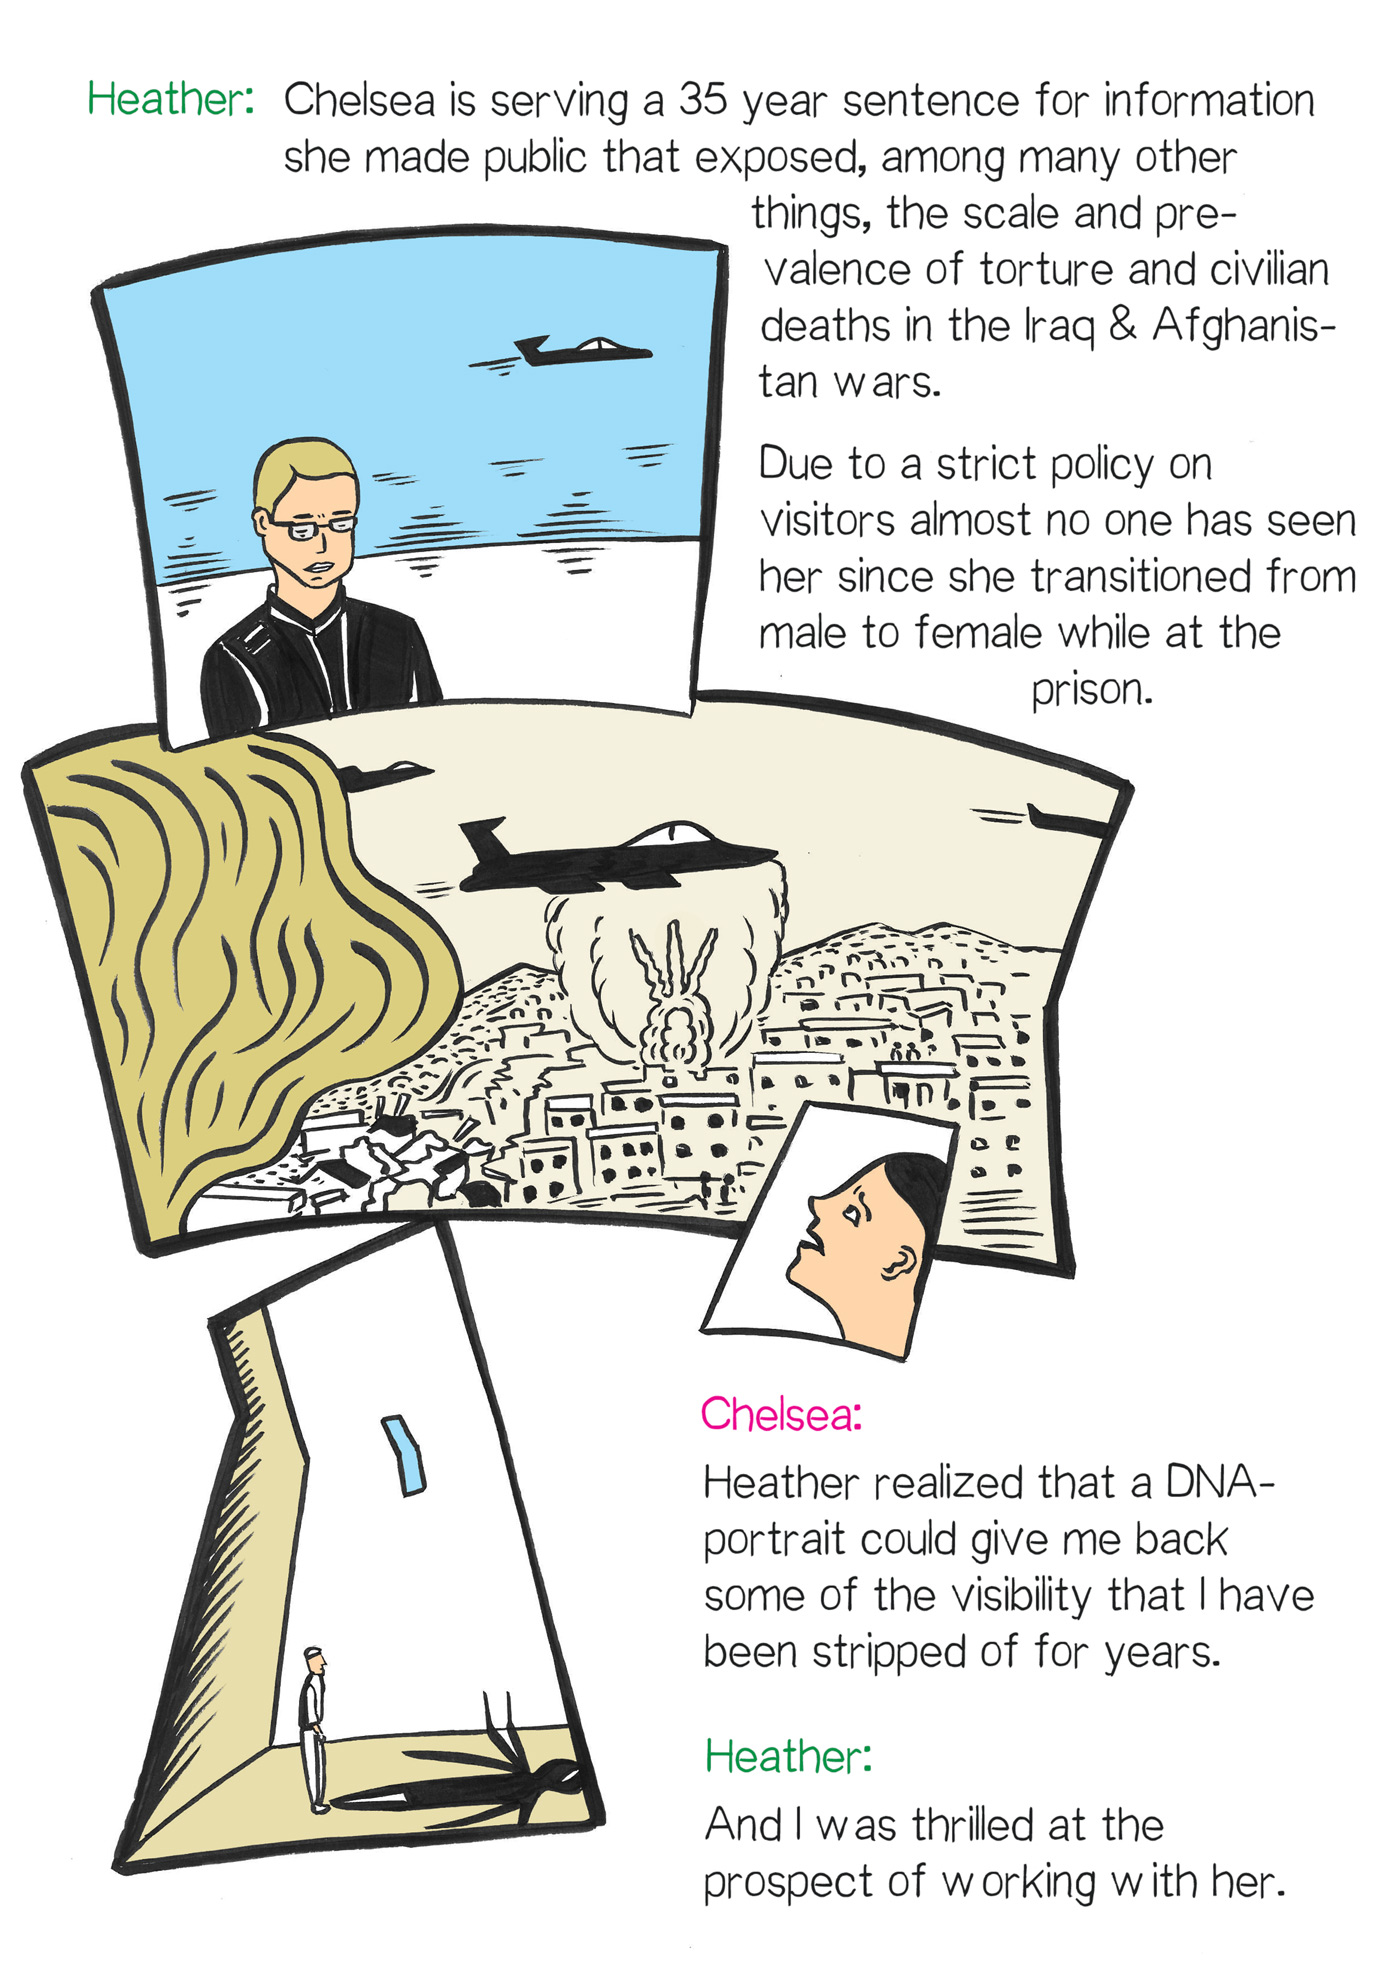 Heather: Chelsea is serving a 35 year sentence for information
she made public that exposed, among many other
things, the scale and pre-
valence of torture and civilian
deaths in the Iraq & Afghanis-
tan wars.
Due to a strict policy on
visitors almost no one has seen
her since she transitioned from
male to female while at the
prison.
Chelsea:
Heather realized that a DNA-
portrait could give me back
some of the visibility that I have
been stripped of for years.
Heather:
And I was thrilled at the
prospect of working with her.